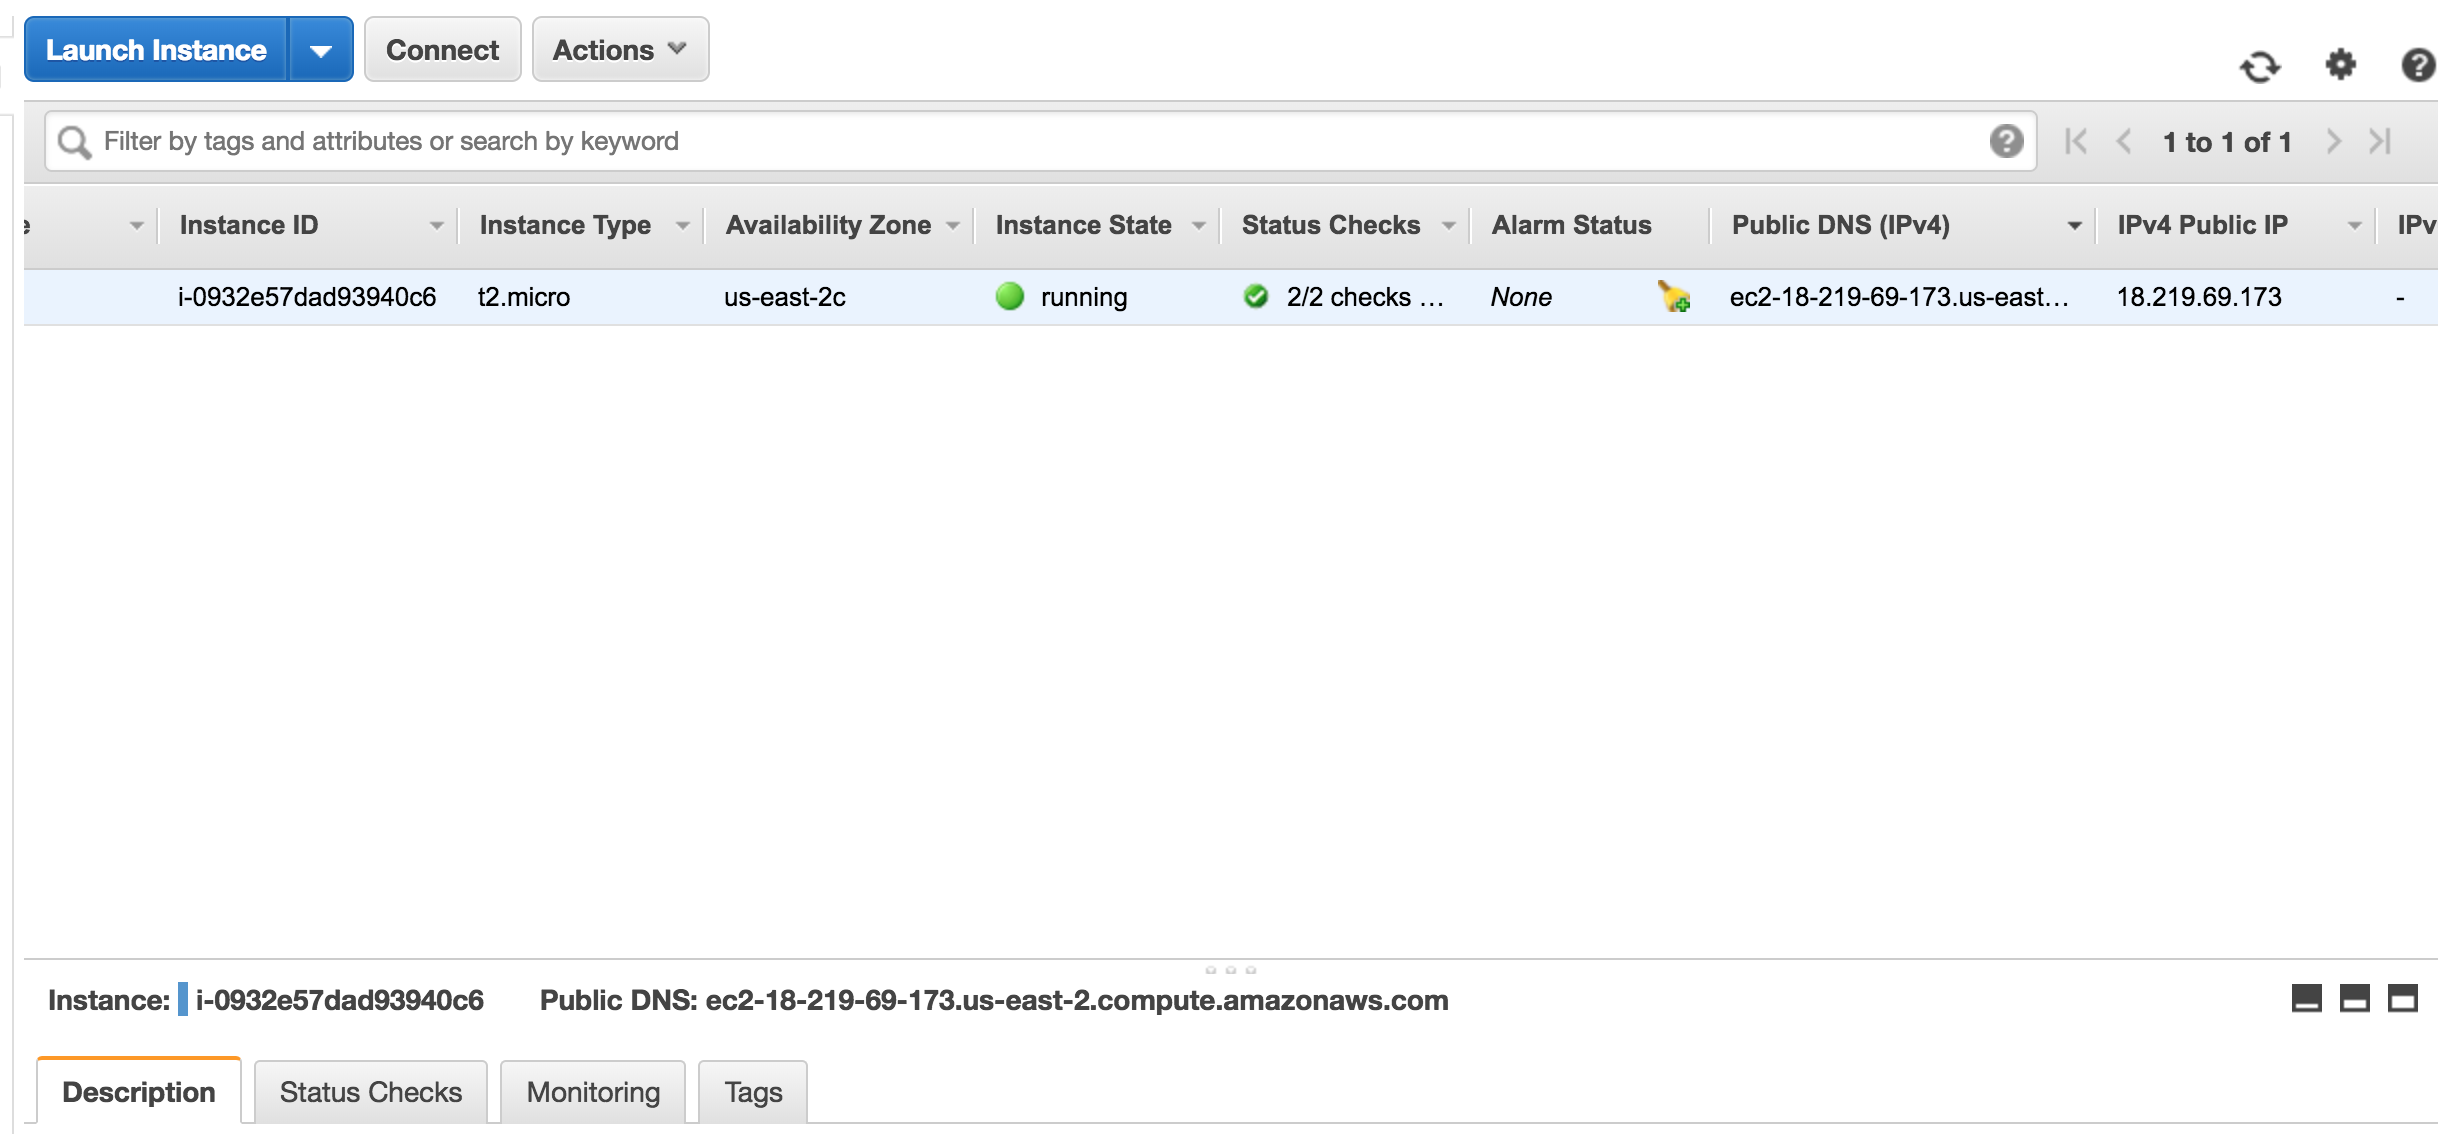 Launch Instance Connect Actions
Filter by tags and attributes or search by keyword ? 1 to 1 of 1
e Instance ID Instance Type Availability Zone Instance State Status Checks Alarm Status Public DNS (IPv4) IPv4 Public IP IPv
i-0932e57dad93940c6 t2.micro us-east-2c running 2/2 checks ... None ec2-18-219-69-173.us-east... 18.219.69.173 -
Instance: i-0932e57dad93940c6 Public DNS: ec2-18-219-69-173.us-east-2.compute.amazonaws.com
Description Status Checks Monitoring Tags